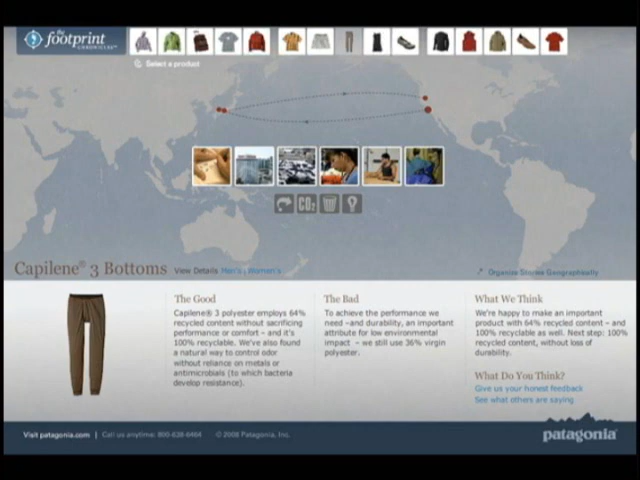 the footprint
CHRONICLES™
Select a product
CO2
Capilene® 3 Bottoms View Details Men's | Women's
Organize Stories Geographically
The Good
Capilene® 3 polyester employs 64%
recycled content without sacrificing
performance or comfort – and it's
100% recyclable. We've also found
a natural way to control odor
without reliance on metals or
antimicrobials (to which bacteria
develop resistance).
The Bad
To achieve the performance we
need –and durability, an important
attribute for low environmental
impact – we still use 36% virgin
polyester.
What We Think
We're happy to make an important
product with 64% recycled content – and
100% recyclable as well. Next step: 100%
recycled content, without loss of
durability.
What Do You Think?
Give us your honest feedback
See what others are saying
Visit patagonia.com | Call us anytime: 800-638-6464 © 2008 Patagonia, Inc.
patagonia